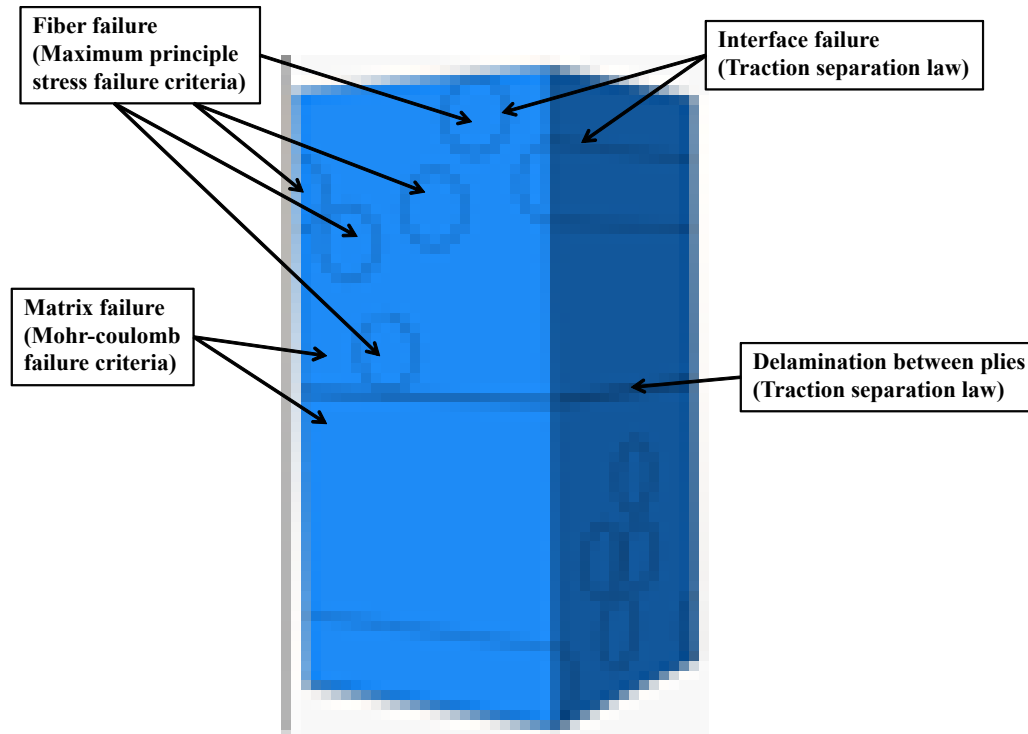 Fiber failure
(Maximum principle
stress failure criteria)
Interface failure
(Traction separation law)
Matrix failure
(Mohr-coulomb
failure criteria)
Delamination between plies
(Traction separation law)